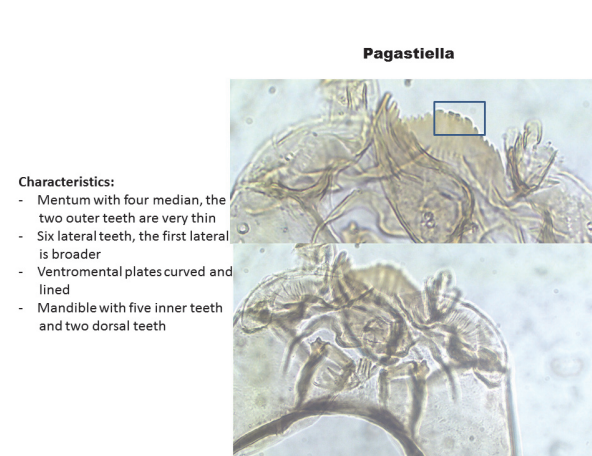 Pagastiella
Characteristics:
- Mentum with four median, the
two outer teeth are very thin
- Six lateral teeth, the first lateral
is broader
- Ventromental plates curved and
lined
- Mandible with five inner teeth
and two dorsal teeth